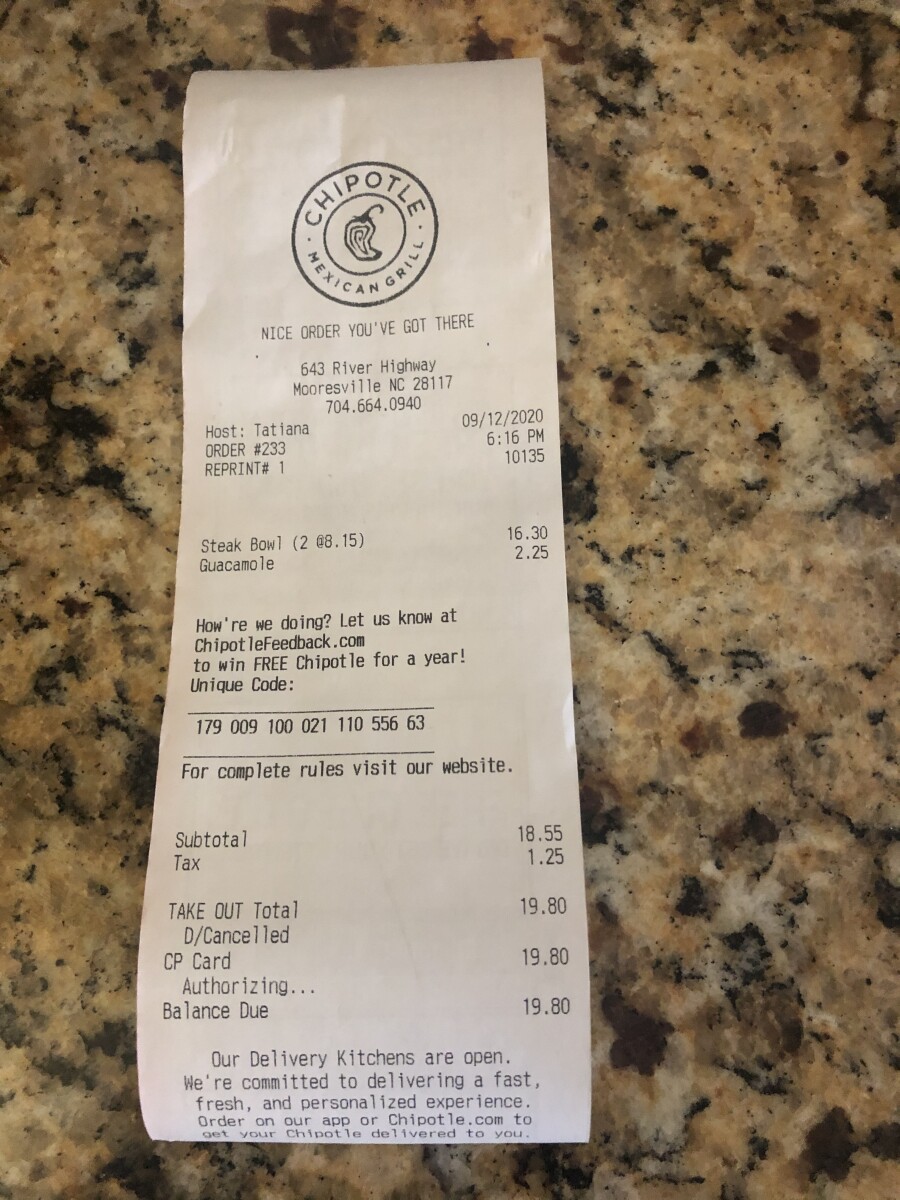 CHIPOTLE
MEXICAN GRILL
NICE ORDER YOU'VE GOT THERE
643 River Highway
Mooresville NC 28117
704.664.0940
Host: Tatiana 09/12/2020
ORDER #233 6:16 PM
REPRINT# 1 10135
Steak Bowl (2 @8.15) 16.30
Guacamole 2.25
How're we doing? Let us know at
ChipotleFeedback.com
to win FREE Chipotle for a year!
Unique Code:
179 009 100 021 110 556 63
For complete rules visit our website.
Subtotal 18.55
Tax 1.25
TAKE OUT Total 19.80
D/Cancelled
CP Card 19.80
Authorizing...
Balance Due 19.80
Our Delivery Kitchens are open.
We're committed to delivering a fast,
fresh, and personalized experience.
Order on our app or Chipotle.com to
get your Chipotle delivered to you.